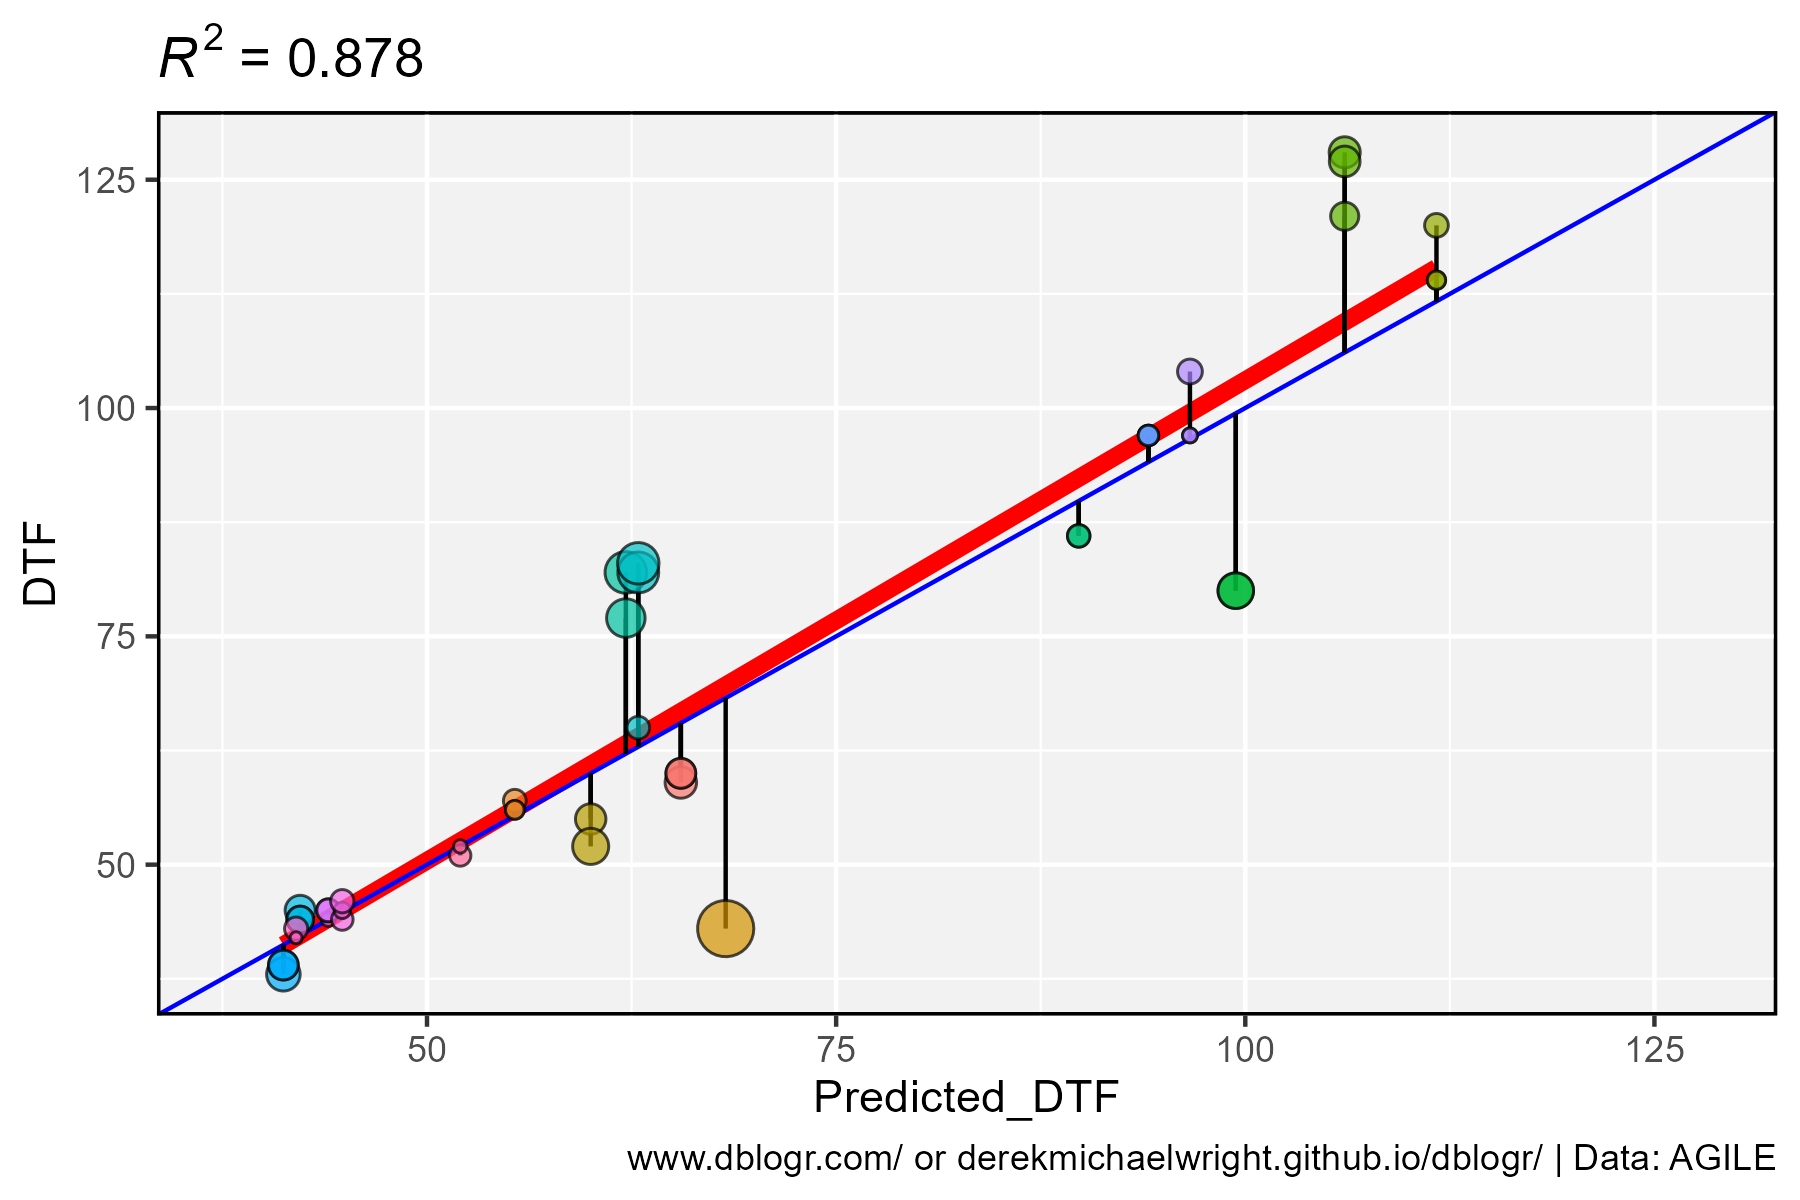 R² = 0.878
125
100
75
50
DTF
50 75 100 125
Predicted_DTF
www.dblogr.com/ or derekmichaelwright.github.io/dblogr/ | Data: AGILE